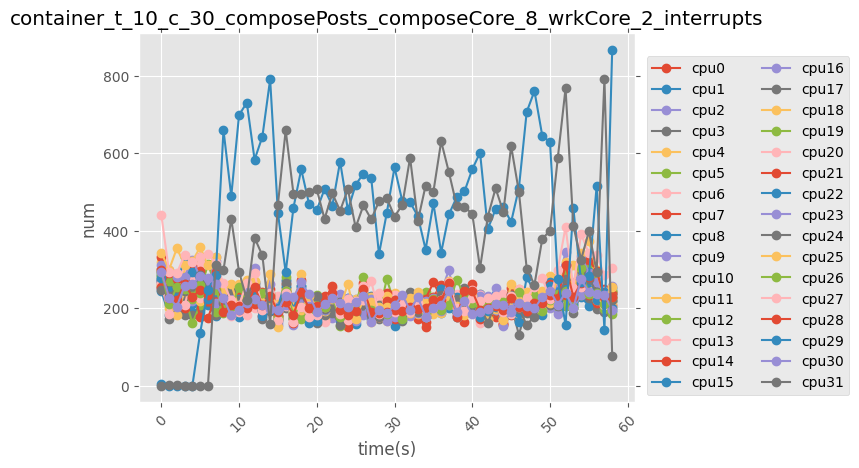 container_t_10_c_30_composePosts_composeCore_8_wrkCore_2_interrupts
800
600
400
200
0
num
0
10
20
30
40
50
60
time(s)
cpu0
cpu1
cpu2
cpu3
cpu4
cpu5
cpu6
cpu7
cpu8
cpu9
cpu10
cpu11
cpu12
cpu13
cpu14
cpu15
cpu16
cpu17
cpu18
cpu19
cpu20
cpu21
cpu22
cpu23
cpu24
cpu25
cpu26
cpu27
cpu28
cpu29
cpu30
cpu31